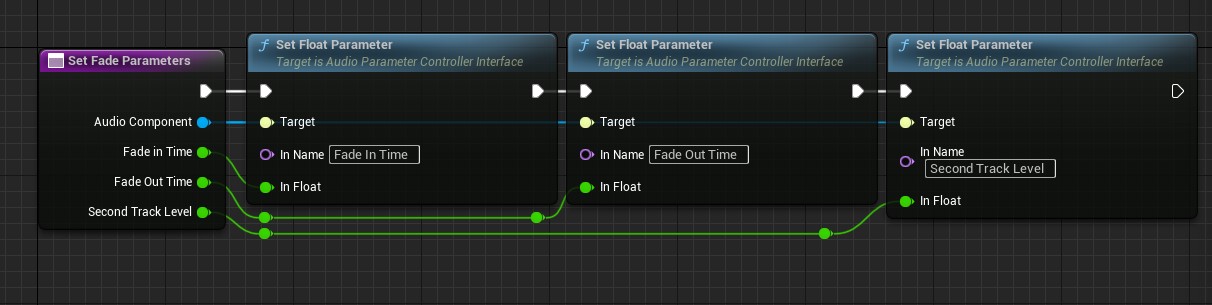 Set Fade Parameters
Audio Component
Fade in Time
Fade Out Time
Second Track Level
f Set Float Parameter
Target is Audio Parameter Controller Interface
Target
In Name Fade In Time
In Float
f Set Float Parameter
Target is Audio Parameter Controller Interface
Target
In Name Fade Out Time
In Float
f Set Float Parameter
Target is Audio Parameter Controller Interface
Target
In Name
Second Track Level
In Float